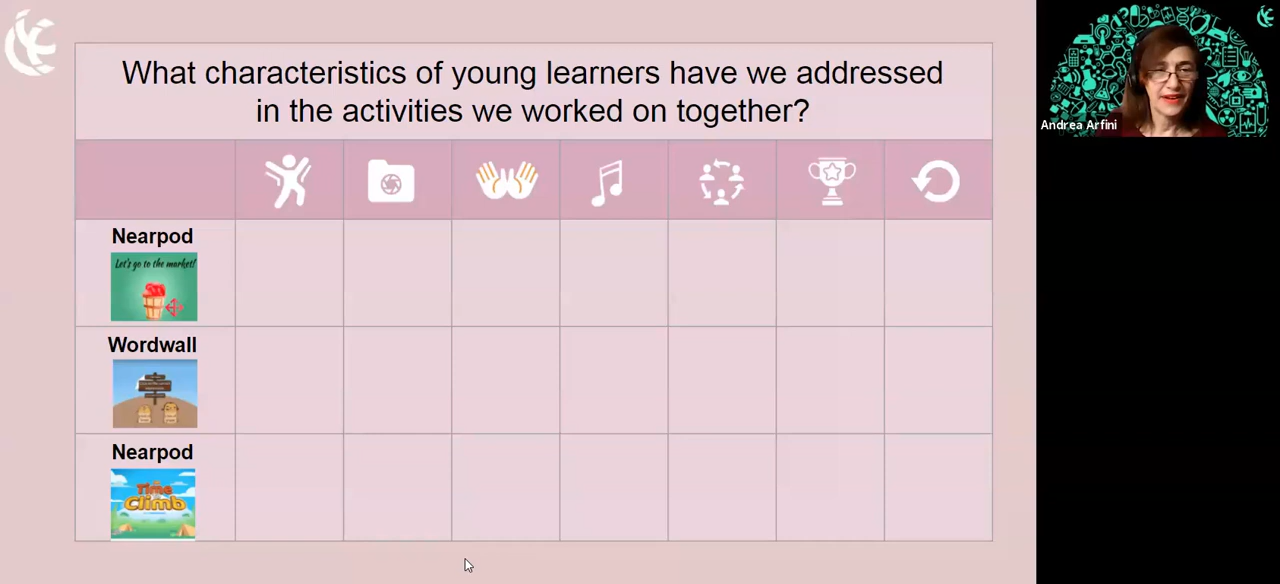 What characteristics of young learners have we addressed
in the activities we worked on together?
Andrea Arfini
Nearpod
Let's go to the market!
Wordwall
Nearpod
Time to
Climb